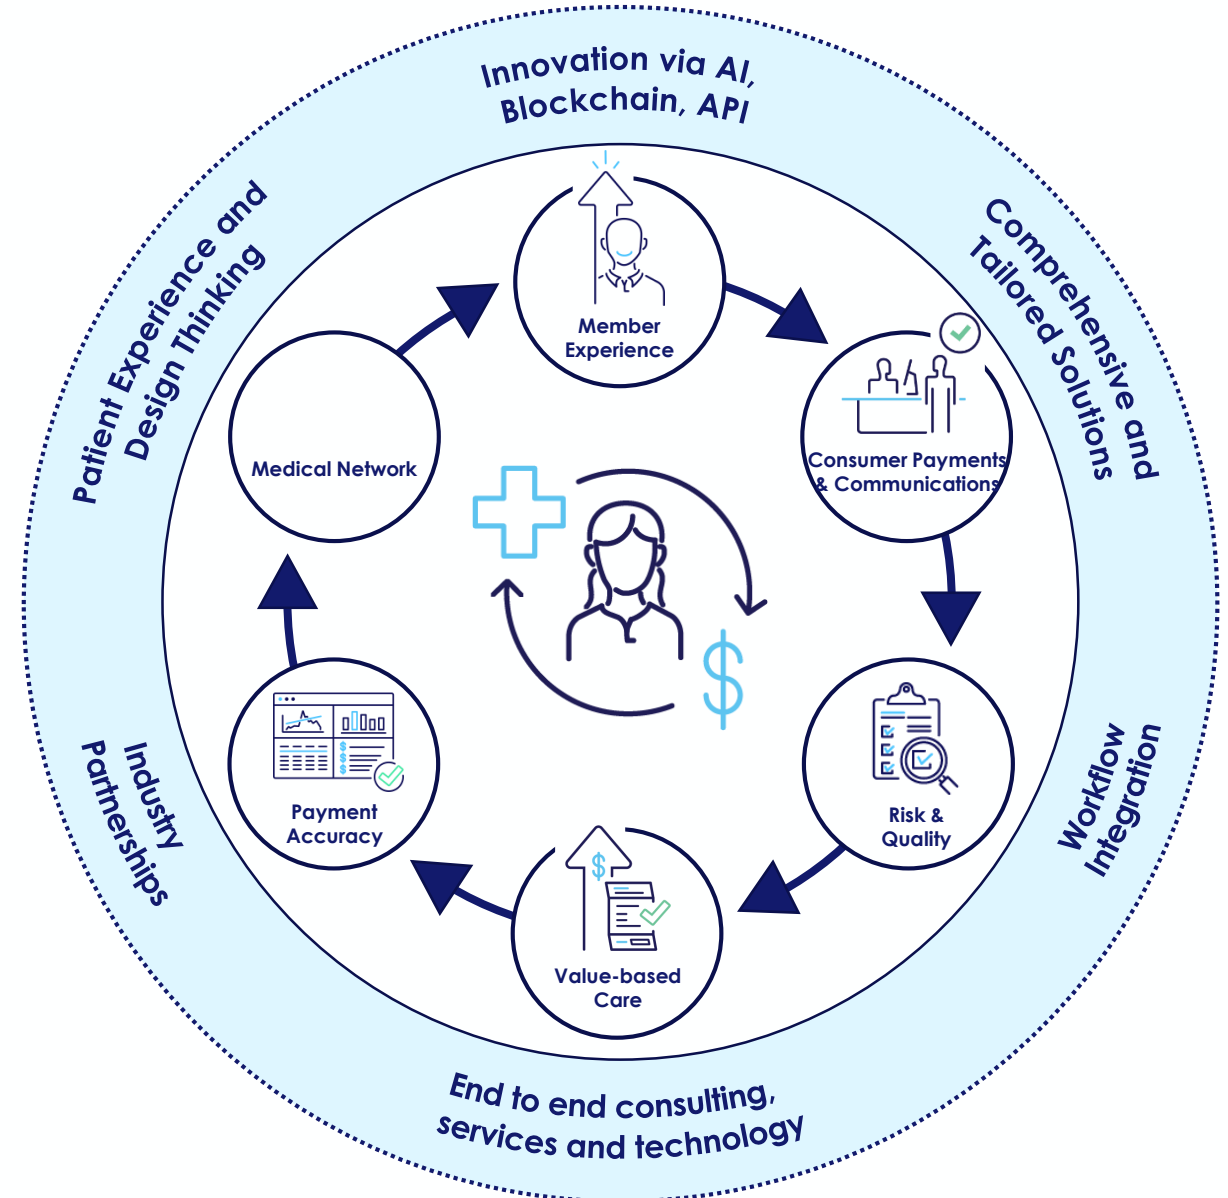 Innovation via AI,
Blockchain, API
Comprehensive and
Tailored Solutions
Workflow
Integration
End to end consulting,
services and technology
Industry
Partnerships
Patient Experience and
Design Thinking
Member
Experience
Consumer Payments
& Communications
Risk &
Quality
$
Value-based
Care
$
$
$
Payment
Accuracy
Medical Network
$